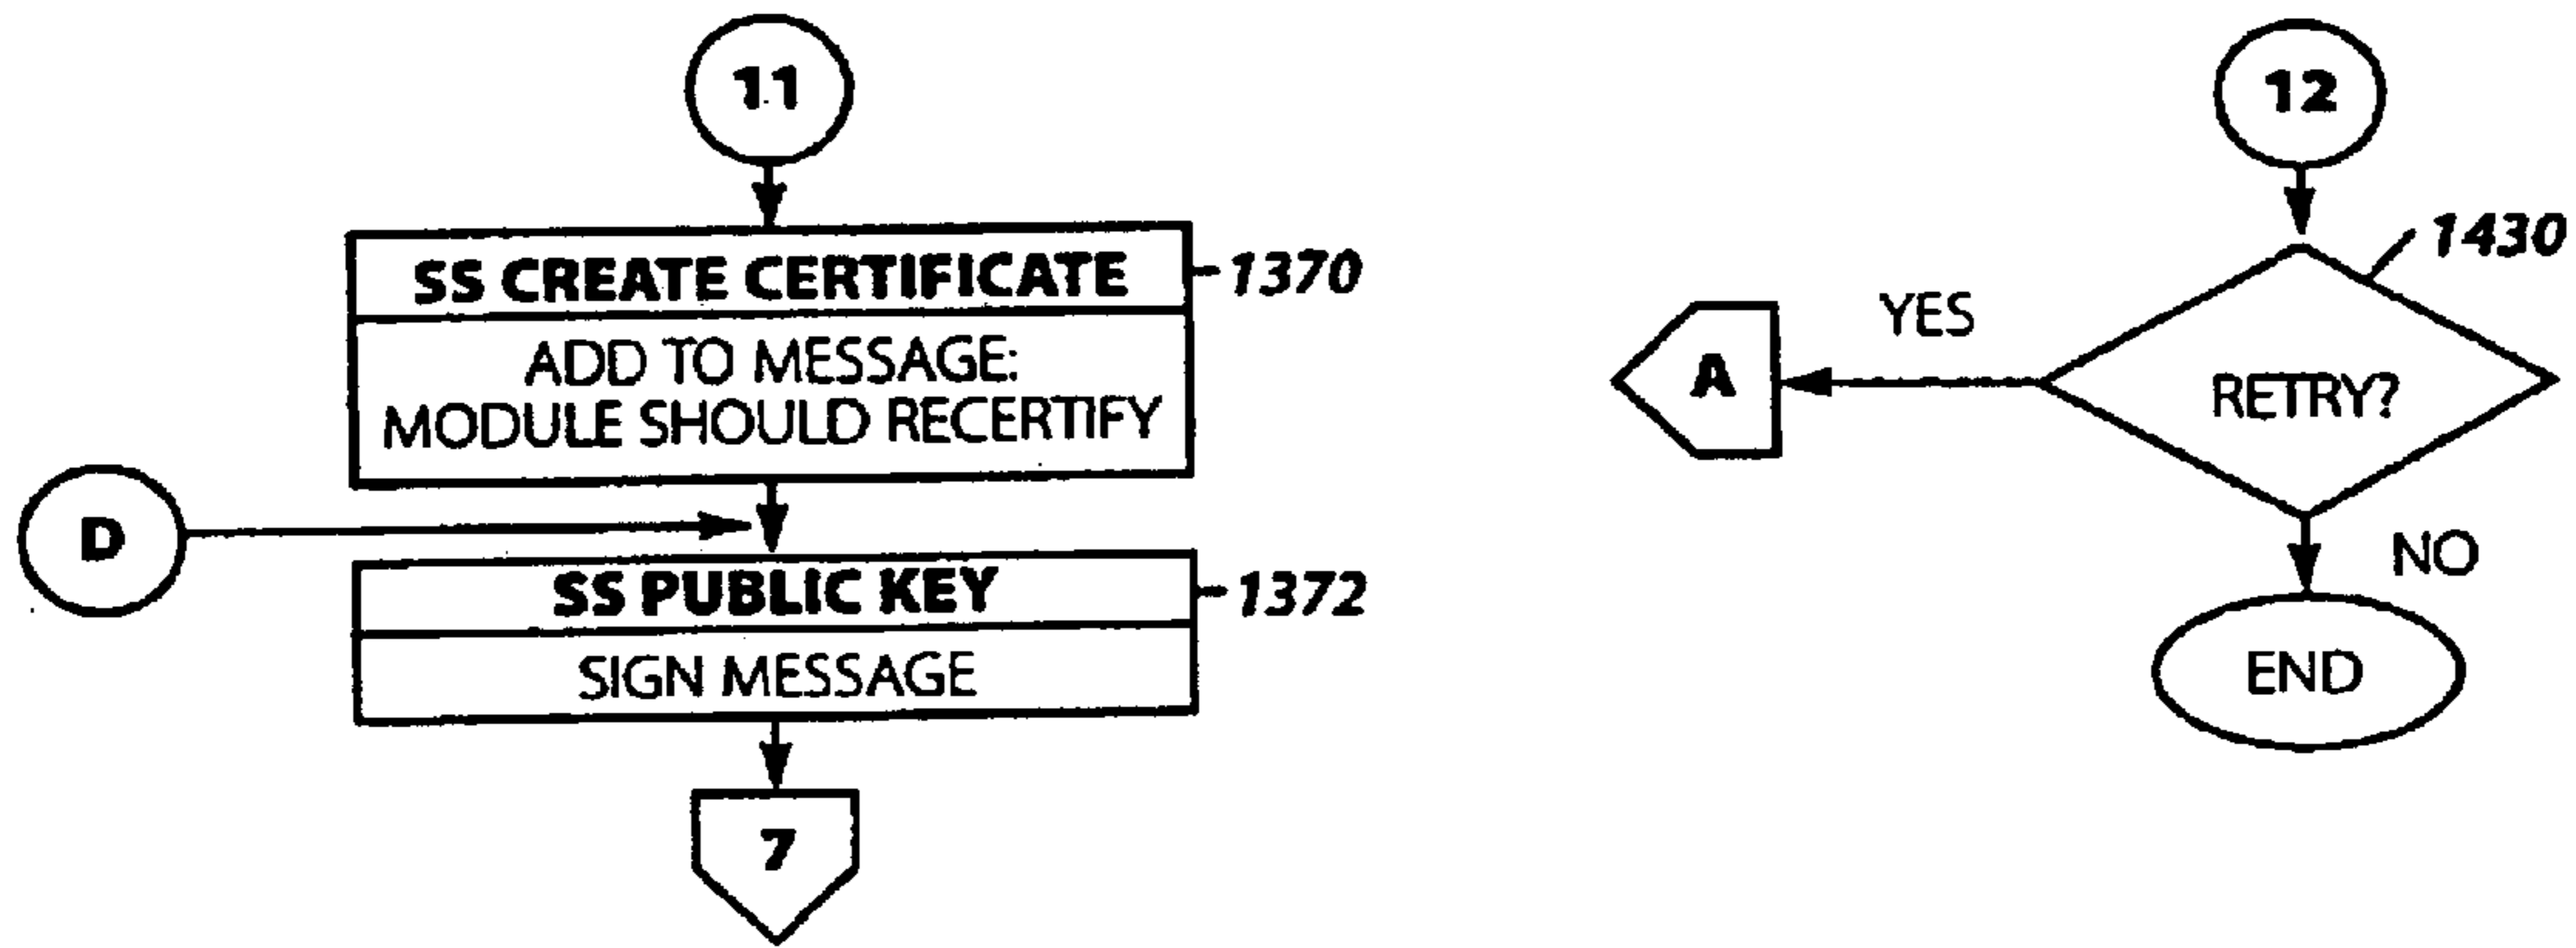 11
SS CREATE CERTIFICATE
1370
ADD TO MESSAGE:
MODULE SHOULD RECERTIFY
D
SS PUBLIC KEY
1372
SIGN MESSAGE
7
12
1430
YES
A
RETRY?
NO
END